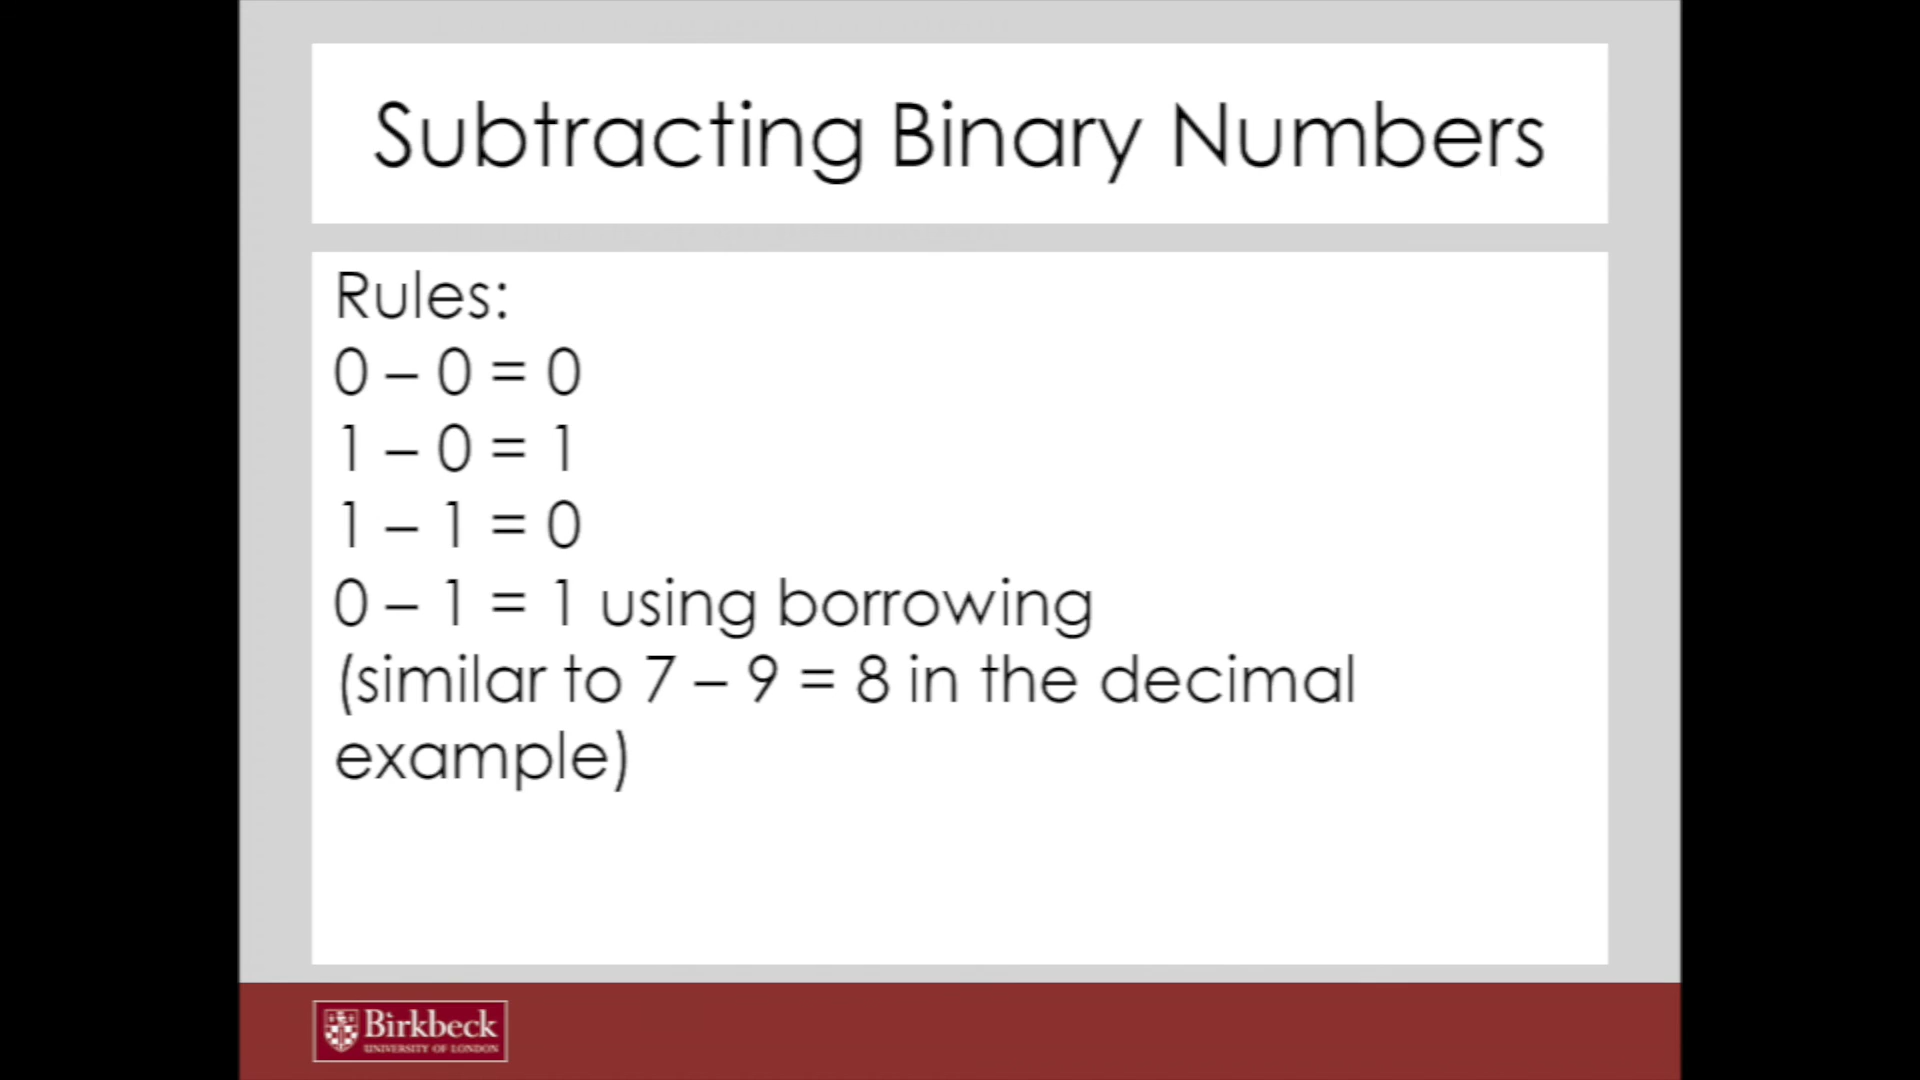 Subtracting Binary Numbers
Rules:
0 – 0 = 0
1 – 0 = 1
1 – 1 = 0
0 – 1 = 1 using borrowing
(similar to 7 – 9 = 8 in the decimal
example)
Birkbeck
UNIVERSITY OF LONDON